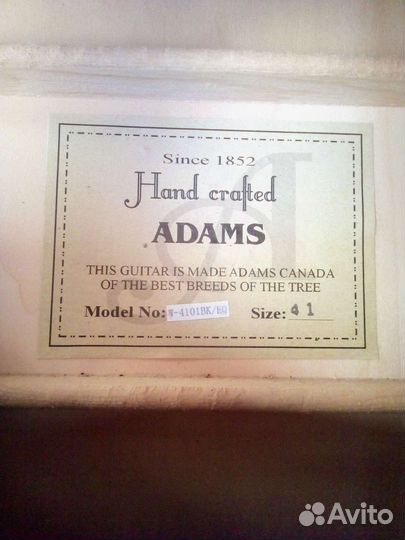 Since 1852
Hand crafted
ADAMS
THIS GUITAR IS MADE ADAMS CANADA
OF THE BEST BREEDS OF THE TREE
Model No: W-4101BK/EQ Size: 41
Avito